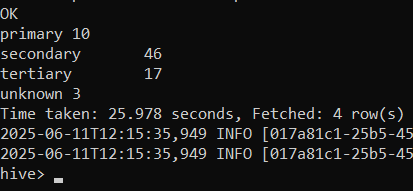 OK
primary 10
secondary 46
tertiary 17
unknown 3
Time taken: 25.978 seconds, Fetched: 4 row(s)
2025-06-11T12:15:35,949 INFO [017a81c1-25b5-45
2025-06-11T12:15:35,949 INFO [017a81c1-25b5-45
hive>